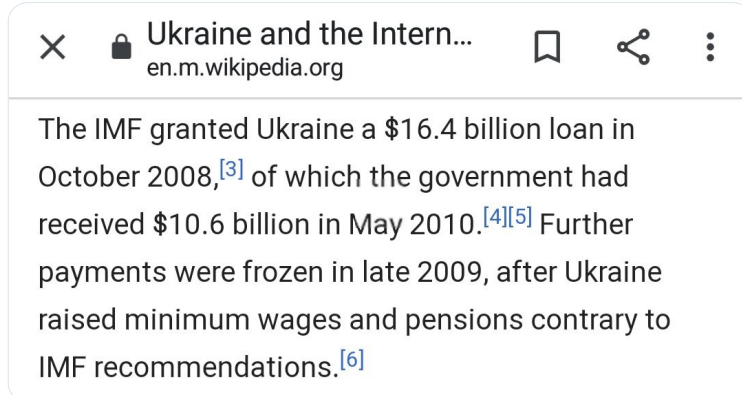 Ukraine and the Intern...
en.m.wikipedia.org
The IMF granted Ukraine a $16.4 billion loan in
October 2008,[3] of which the government had
received $10.6 billion in May 2010.[4][5] Further
payments were frozen in late 2009, after Ukraine
raised minimum wages and pensions contrary to
IMF recommendations.[6]